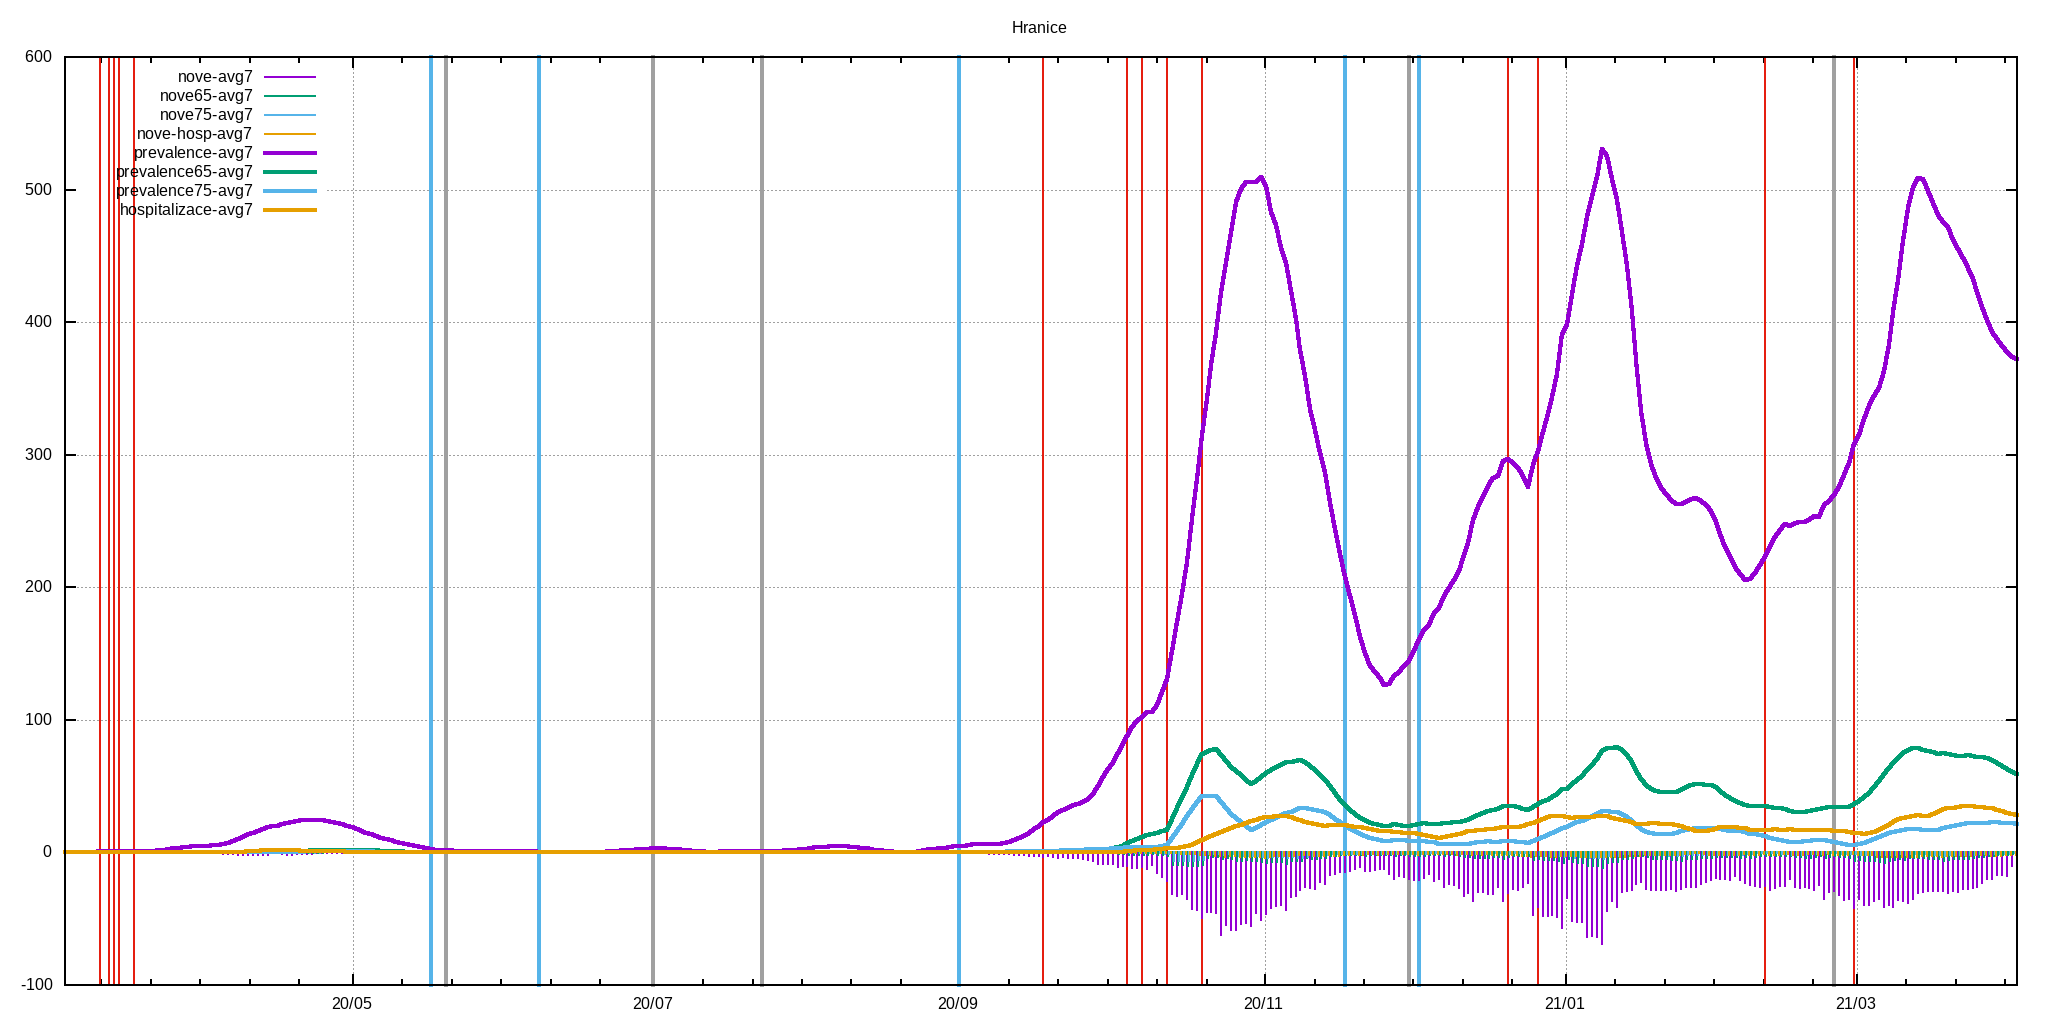 Hranice
600
nove-avg7
nove65-avg7
nove75-avg7
nove-hosp-avg7
prevalence-avg7
prevalence65-avg7
prevalence75-avg7
hospitalizace-avg7
500
400
300
200
100
0
-100
20/05 20/07 20/09 20/11 21/01 21/03